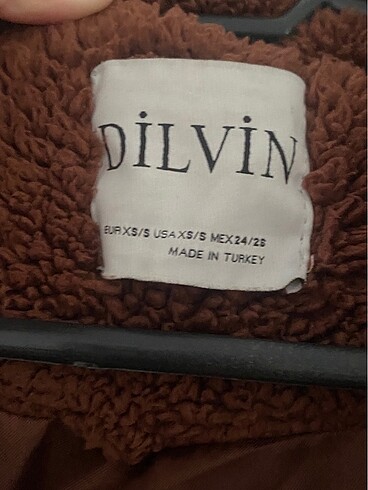 DİLVİN
EUR XS/S USA XS/S MEX 24/26
MADE IN TURKEY